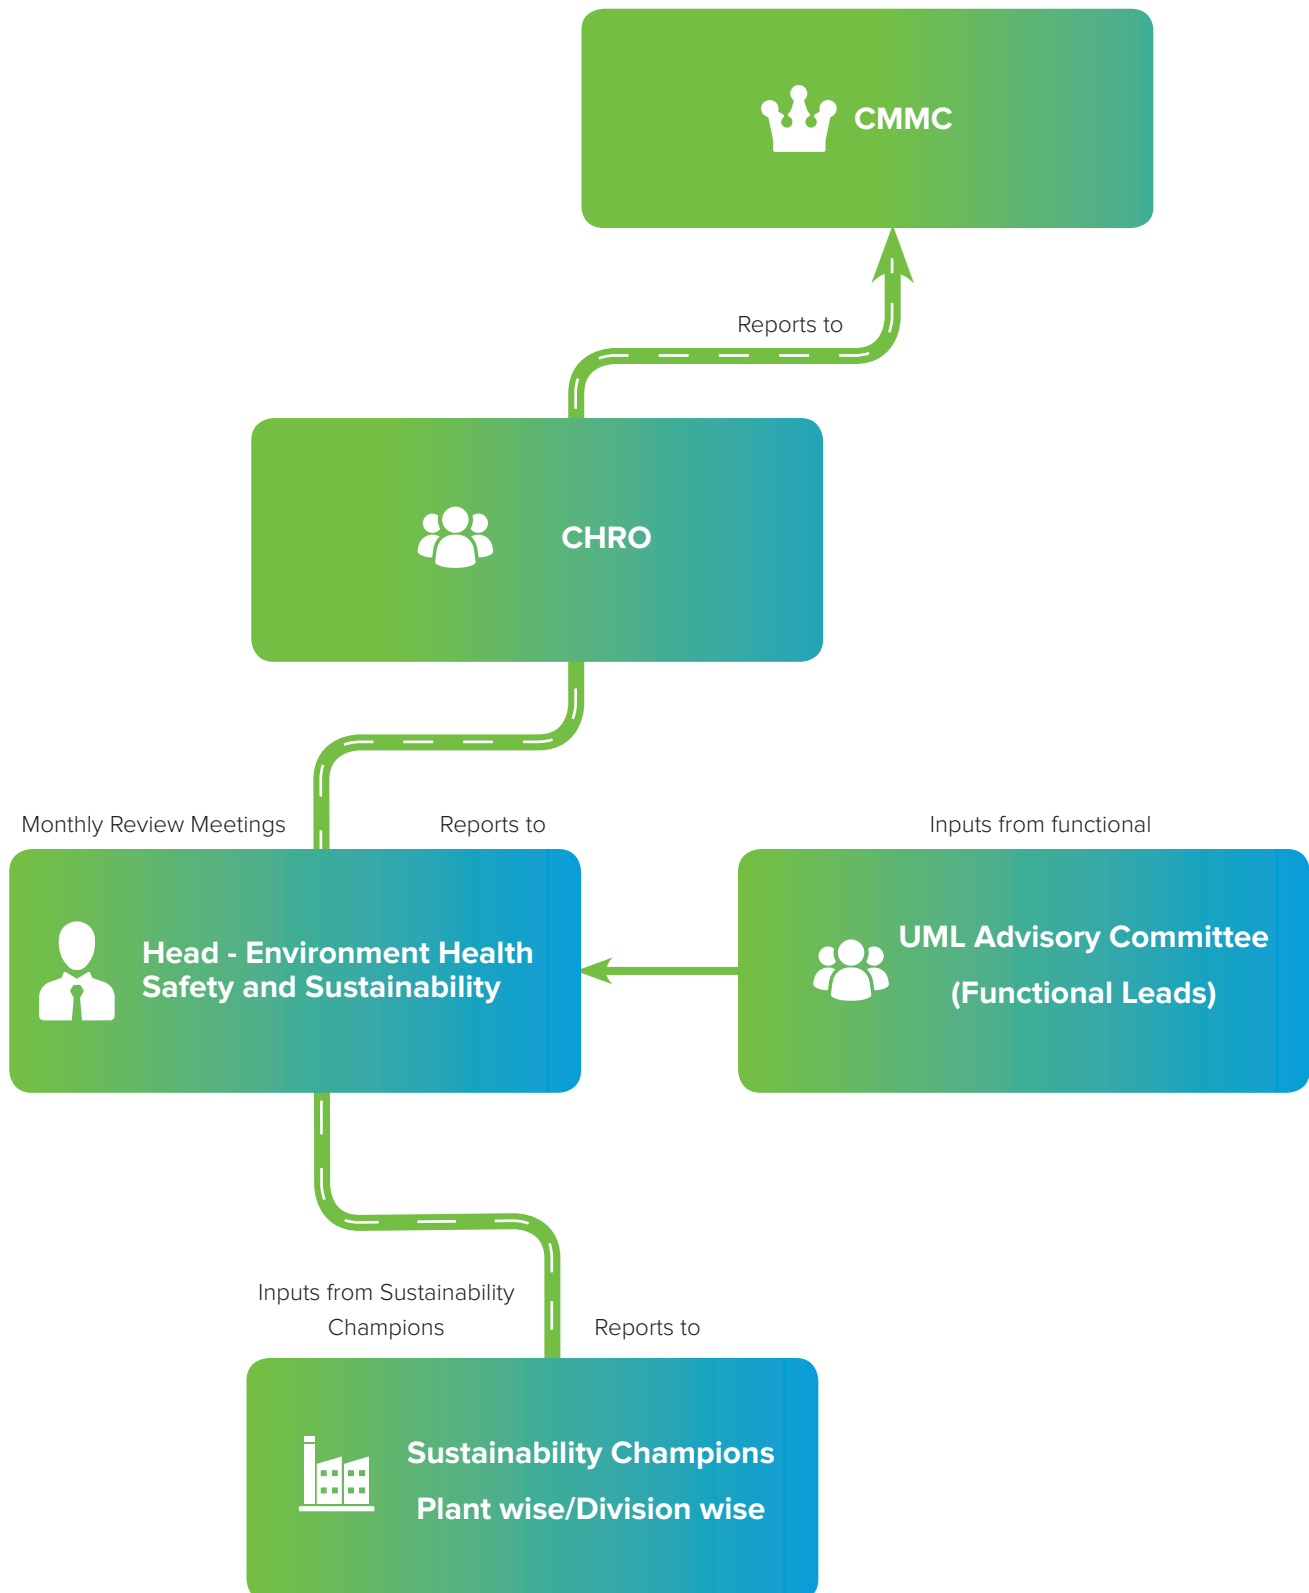 CMMC
Reports to
CHRO
Monthly Review Meetings
Reports to
Inputs from functional
Head - Environment Health
Safety and Sustainability
UML Advisory Committee
(Functional Leads)
Inputs from Sustainability
Champions
Reports to
Sustainability Champions
Plant wise/Division wise